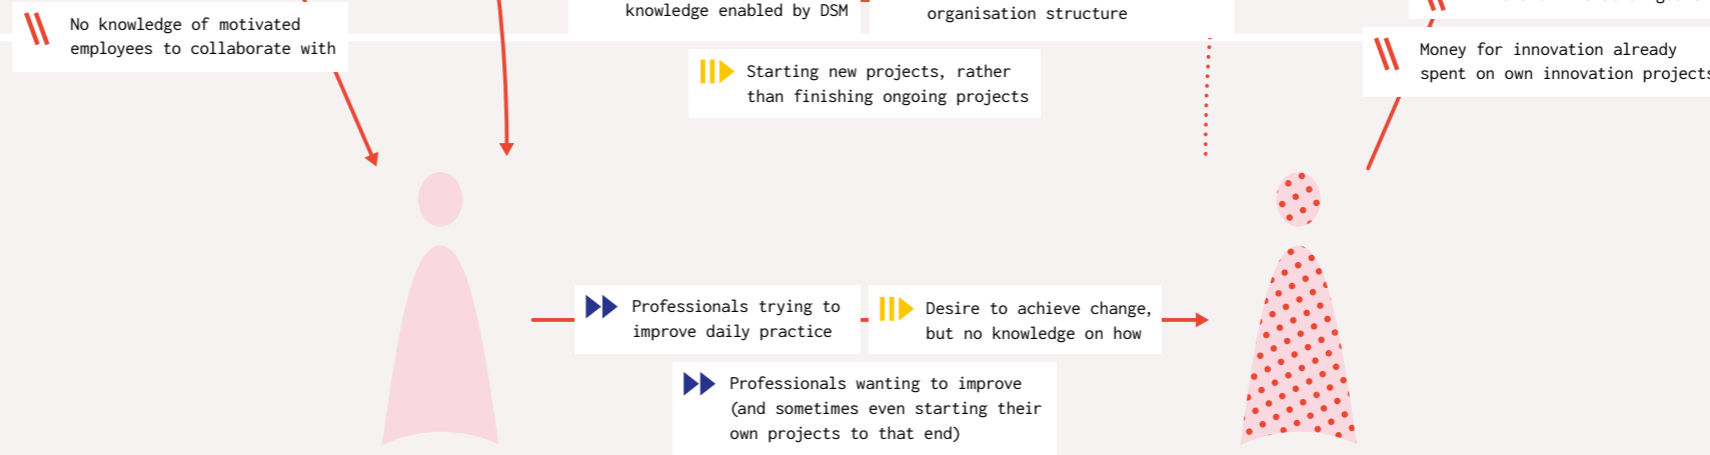 No knowledge of motivated
employees to collaborate with
knowledge enabled by DSM
organisation structure
Starting new projects, rather
than finishing ongoing projects
Money for innovation already
spent on own innovation projects
Professionals trying to
improve daily practice
Desire to achieve change,
but no knowledge on how
Professionals wanting to improve
(and sometimes even starting their
own projects to that end)